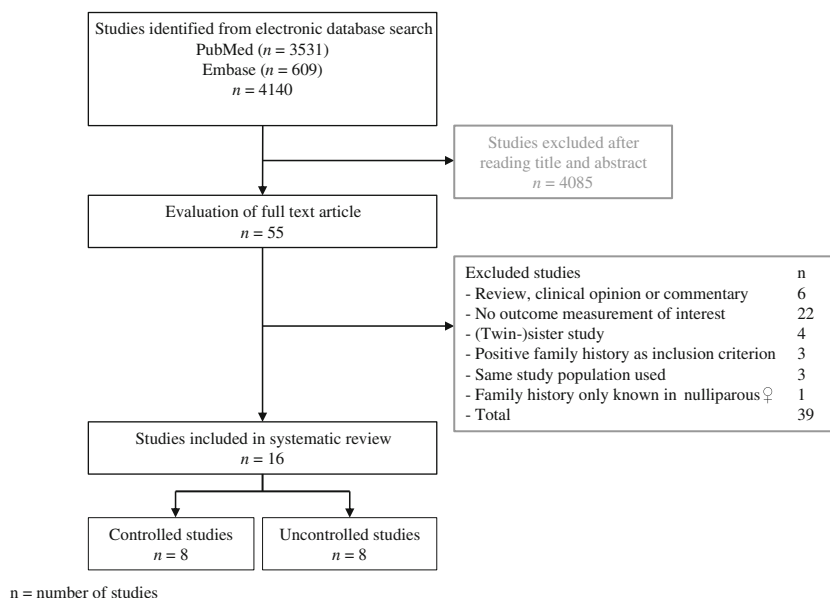 Studies identified from electronic database search
PubMed (n = 3531)
Embase (n = 609)
n = 4140
Studies excluded after
reading title and abstract
n = 4085
Evaluation of full text article
n = 55
Excluded studies n
- Review, clinical opinion or commentary 6
- No outcome measurement of interest 22
- (Twin-)sister study 4
- Positive family history as inclusion criterion 3
- Same study population used 3
- Family history only known in nulliparous ♀ 1
- Total 39
Studies included in systematic review
n = 16
Controlled studies
n = 8
Uncontrolled studies
n = 8
n = number of studies